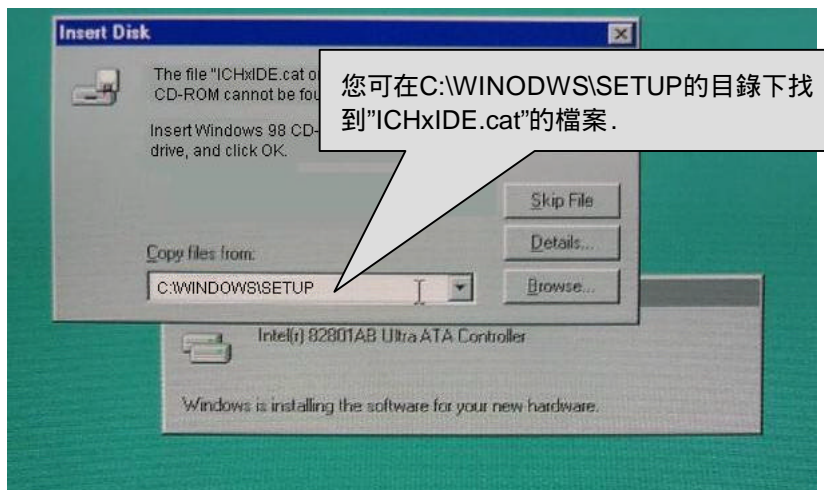 Insert Disk
The file "ICHxIDE.cat o
CD-ROM cannot be fou
Insert Windows 98 CD-
drive, and click OK.
您可在C:\WINODWS\SETUP的目錄下找
到”ICHxIDE.cat”的檔案.
Skip File
Details...
Browse...
Copy files from:
C:\WINDOWS\SETUP
Intel(r) 82801AB Ultra ATA Controller
Windows is installing the software for your new hardware.